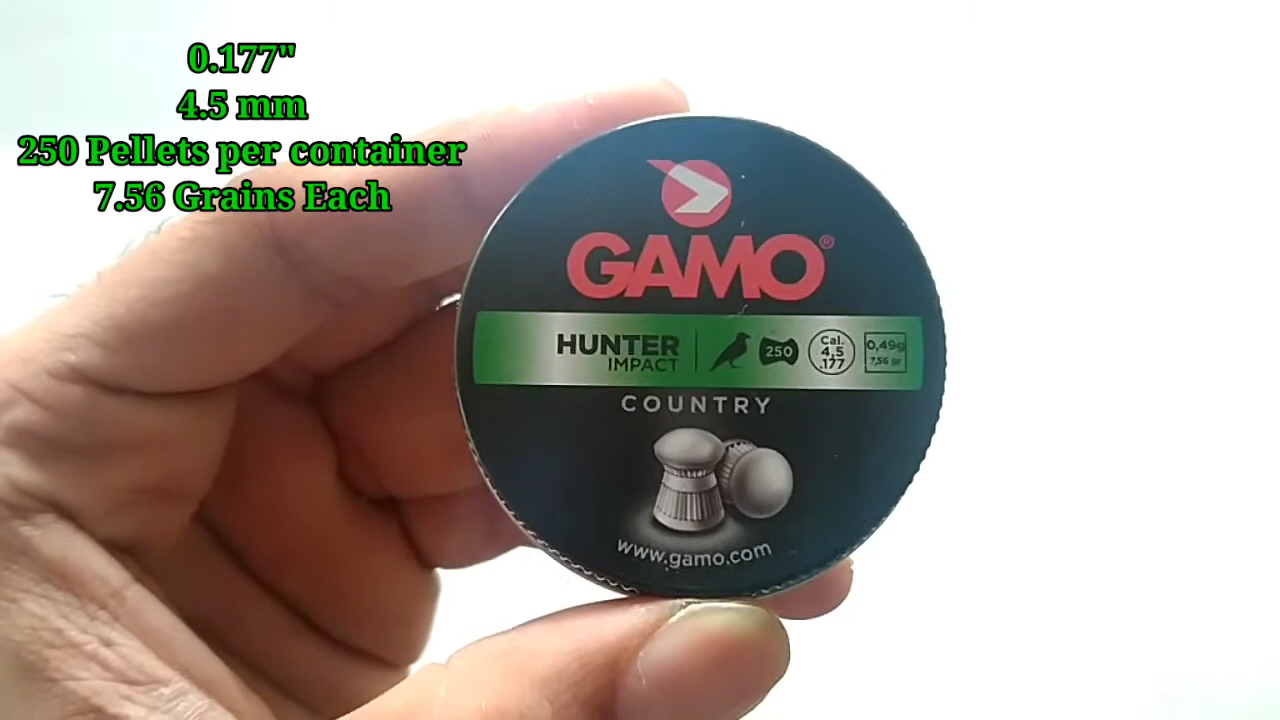 0.177"
4.5 mm
250 Pellets per container
7.56 Grains Each
GAMO®
HUNTER
IMPACT
250
Cal.
4,5
.177
0,49g
7,56 gr
COUNTRY
www.gamo.com